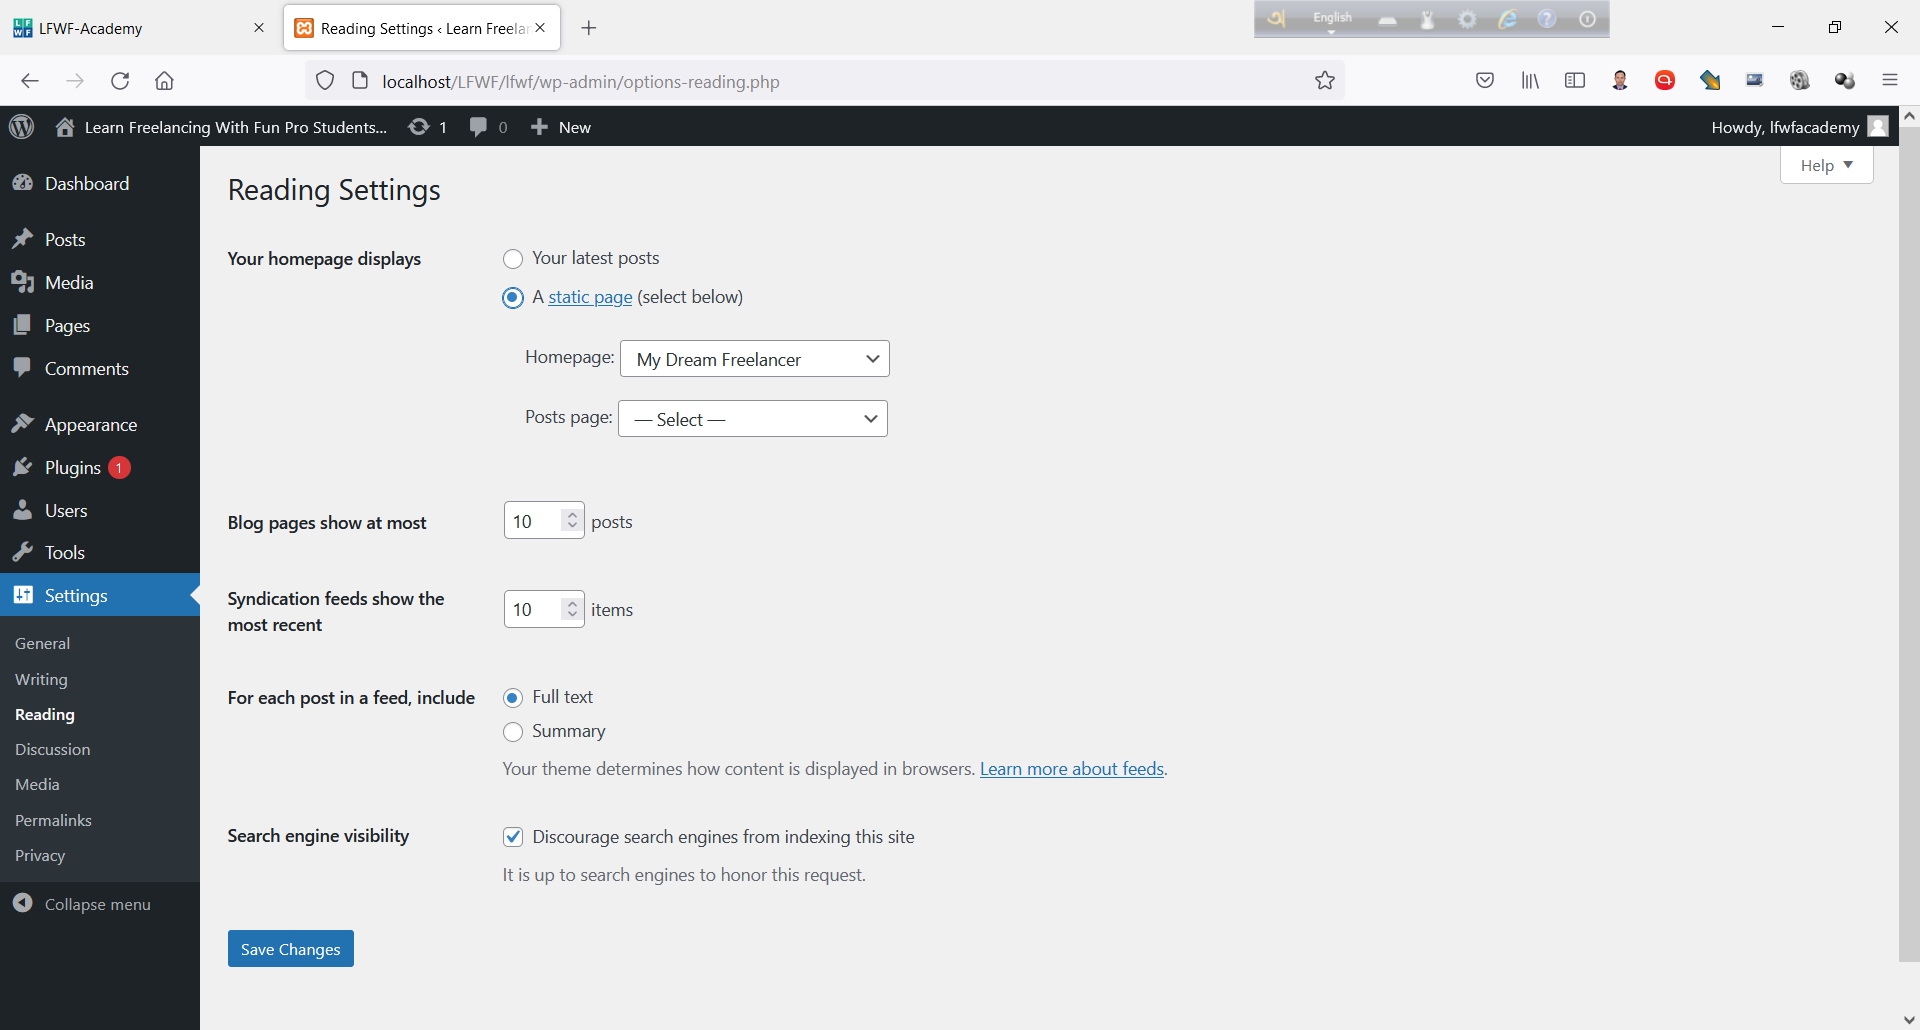 LFWF-Academy
Reading Settings ‹ Learn Freelan
English
localhost/LFWF/lfwf/wp-admin/options-reading.php
Learn Freelancing With Fun Pro Students... 1 0 New
Howdy, lfwfacademy
Help
Dashboard
Posts
Media
Pages
Comments
Appearance
Plugins 1
Users
Tools
Settings
General
Writing
Reading
Discussion
Media
Permalinks
Privacy
Collapse menu
Reading Settings
Your homepage displays
Your latest posts
A static page (select below)
Homepage: My Dream Freelancer
Posts page: — Select —
Blog pages show at most 10 posts
Syndication feeds show the
most recent
10 items
For each post in a feed, include
Full text
Summary
Your theme determines how content is displayed in browsers. Learn more about feeds.
Search engine visibility
Discourage search engines from indexing this site
It is up to search engines to honor this request.
Save Changes